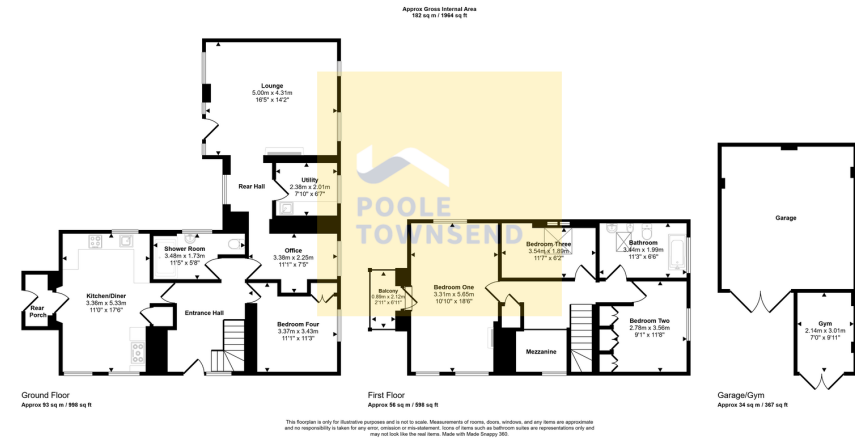 Approx Gross Internal Area
182 sq m / 1964 sq ft
Lounge
5.00m x 4.31m
16'5" x 14'2"
Utility
2.38m x 2.01m
7'10" x 6'7"
Rear Hall
Shower Room
3.48m x 1.73m
11'5" x 5'8"
Office
3.38m x 2.25m
11'1" x 7'5"
Kitchen/Diner
3.36m x 5.33m
11'0" x 17'6"
Rear
Porch
Entrance Hall
Bedroom Four
3.37m x 3.43m
11'1" x 11'3"
Ground Floor
Approx 93 sq m / 998 sq ft
POOLE
TOWNSEND
Bedroom Three
3.54m x 1.89m
11'7" x 6'2"
Bathroom
3.44m x 1.99m
11'3" x 6'6"
Bedroom One
3.31m x 5.65m
10'10" x 18'6"
Balcony
0.89m x 2.12m
2'11" x 6'11"
Bedroom Two
2.78m x 3.56m
9'1" x 11'8"
Mezzanine
First Floor
Approx 56 sq m / 598 sq ft
Garage
Gym
2.14m x 3.01m
7'0" x 9'11"
Garage/Gym
Approx 34 sq m / 367 sq ft
This floorplan is only for illustrative purposes and is not to scale. Measurements of rooms, doors, windows, and any items are approximate
and no responsibility is taken for any error, omission or mis-statement. Icons of items such as bathroom suites are representations only and
may not look like the real items. Made with Made Snappy 360.